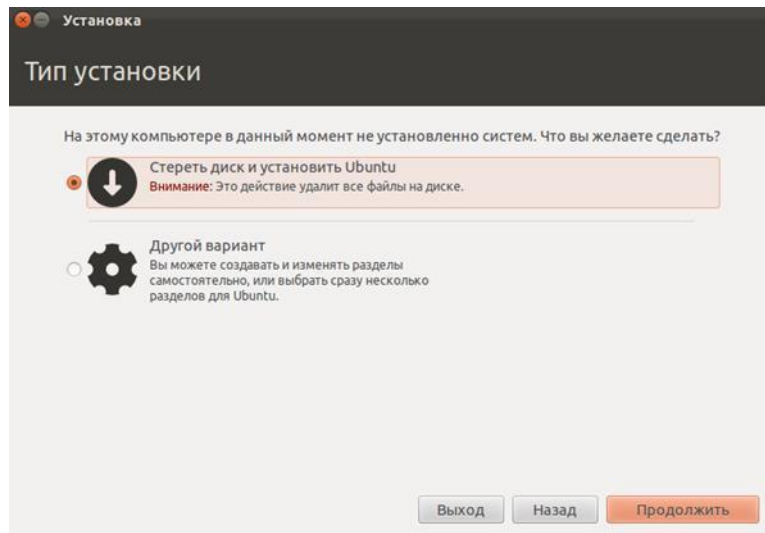 Установка
Тип установки
На этому компьютере в данный момент не установленно систем. Что вы желаете сделать?
Стереть диск и установить Ubuntu
Внимание: Это действие удалит все файлы на диске.
Другой вариант
Вы можете создавать и изменять разделы
самостоятельно, или выбрать сразу несколько
разделов для Ubuntu.
Выход
Назад
Продолжить